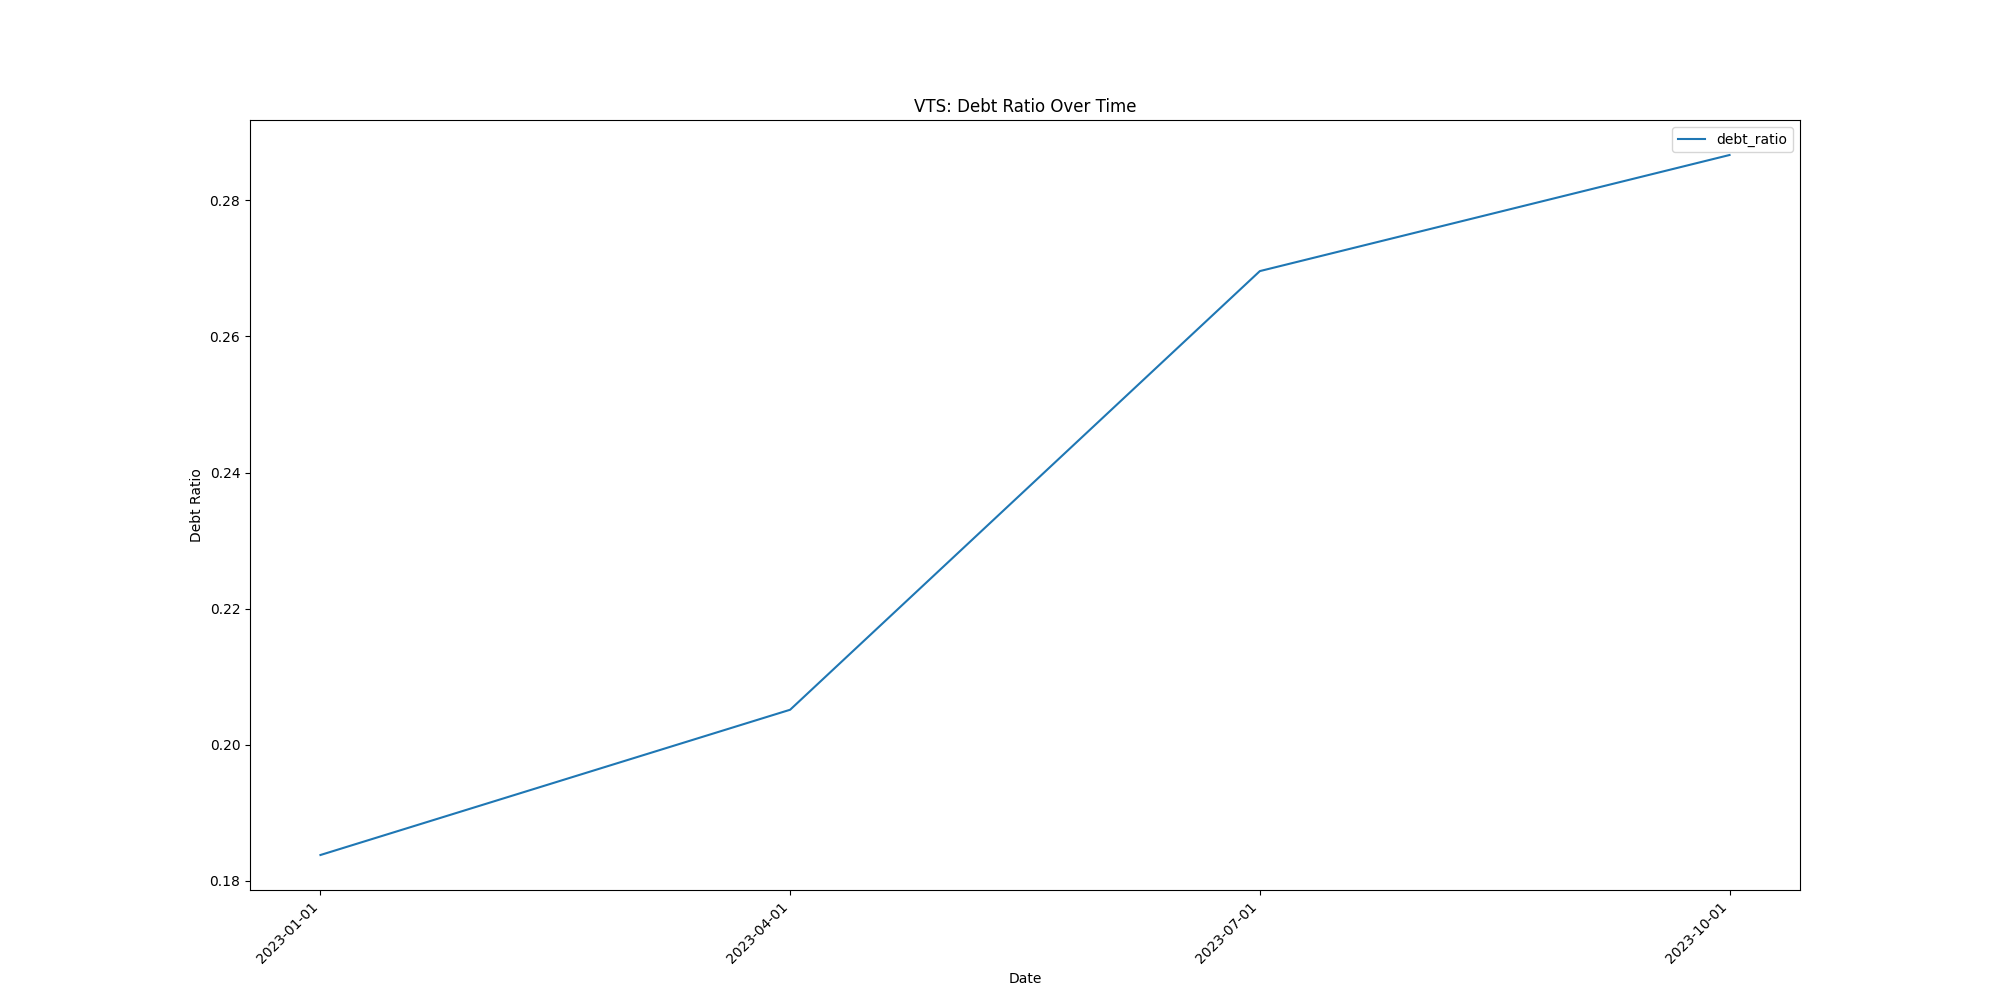 VTS: Debt Ratio Over Time
debt_ratio
Debt Ratio
0.28
0.26
0.24
0.22
0.20
0.18
2023-01-01
2023-04-01
2023-07-01
2023-10-01
Date